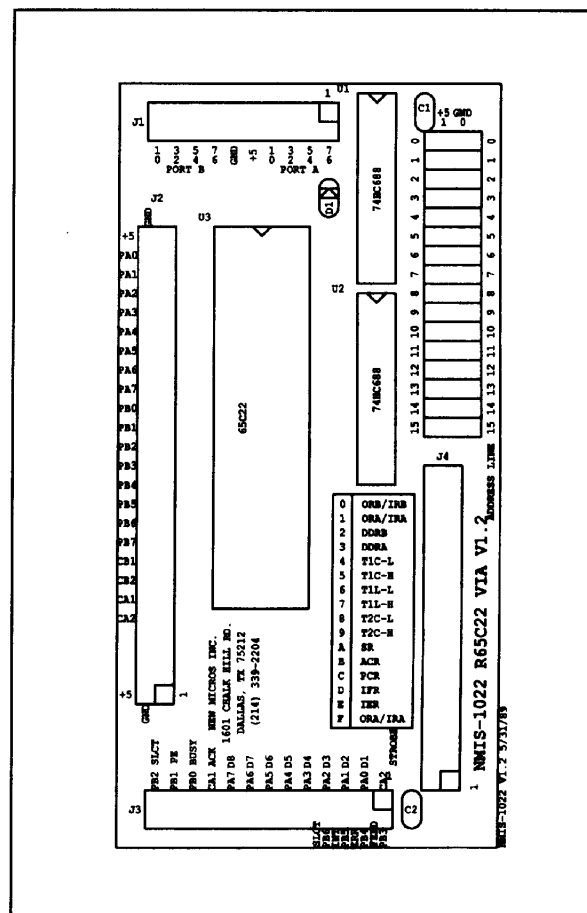 U1
1
J1
C1
+5 GND
1 0
1 3 5 7 GND +5 1 3 5 7
0 2 4 6 0 2 4 6
PORT B PORT A
D1
74HC688
0 0
1 1
2 2
3 3
4 4
5 5
6 6
7 7
8 8
9 9
10 10
11 11
12 12
13 13
14 14
15 15
ADDRESS LINE
J2
GND
+5
PA0
PA1
PA2
PA3
PA4
PA5
PA6
PA7
PB0
PB1
PB2
PB3
PB4
PB5
PB6
PB7
CB1
CB2
CA1
CA2
+5
GND
1
U3
65C22
U2
74HC688
0 ORB/IRB
1 ORA/IRA
2 DDRB
3 DDRA
4 T1C-L
5 T1C-H
6 T1L-L
7 T1L-H
8 T2C-L
9 T2C-H
A SR
B ACR
C PCR
D IFR
E IER
F ORA/IRA
J4
1
NMIS-1022 R65C22 VIA V1.2
NMIS-1022 V1.2 5/31/89
NEW MICROS INC.
1601 CHALK HILL RD.
DALLAS, TX 75212
(214) 339-2204
PB2 SLCT
PB1 PE
PB0 BUSY
CA1 ACK
PA7 D8
PA6 D7
PA5 D6
PA4 D5
PA3 D4
PA2 D3
PA1 D2
PA0 D1
CA2 STROBE
J3
C2
SLCT
PB6
INT
PB5
ERR
PB4
FEED
PB3